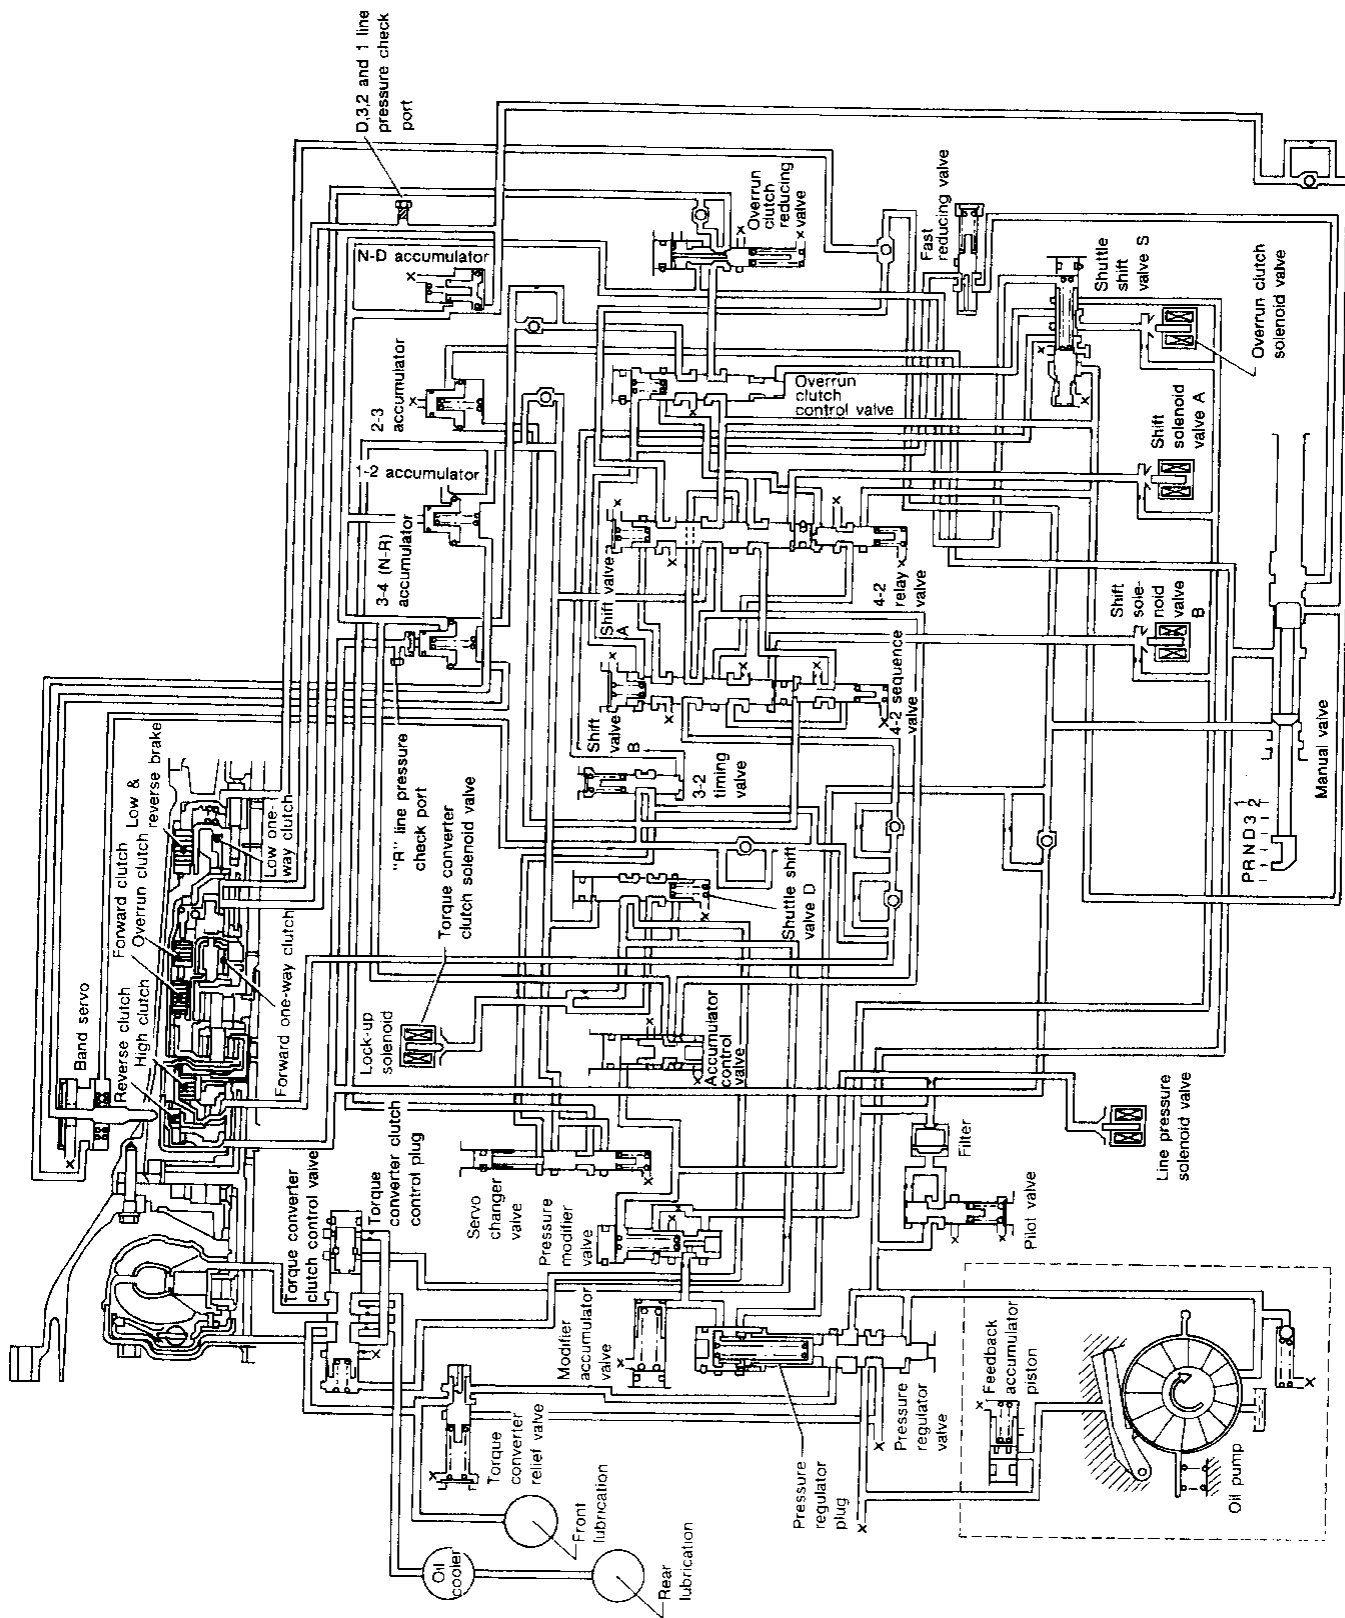 D,3,2 and 1 line
pressure check
port
N-D accumulator
2-3
accumulator
1-2 accumulator
3-4 (N-R)
accumulator
"R" line pressure
check port
Overrun
clutch
reducing
valve
Fast
reducing valve
Shuttle
shift
valve S
Overrun clutch
solenoid valve
Overrun
clutch
control valve
Shift
solenoid
valve A
Shift valve
A
4-2
relay
valve
Shift
sole-
noid
valve
B
Shift
valve
B
4-2 sequence
valve
3-2
timing
valve
Manual valve
PRND3 2
1
Band servo
Reverse clutch
High clutch
Forward clutch
Overrun clutch
Low &
reverse brake
Low one-
way clutch
Forward one-way clutch
Torque converter
clutch solenoid valve
Lock-up
solenoid
Shuttle shift
valve D
Accumulator
control
valve
Torque converter
clutch control valve
Torque
converter clutch
control plug
Servo
changer
valve
Pressure
modifier
valve
Modifier
accumulator
valve
Filter
Pilot valve
Line pressure
solenoid valve
Torque
converter
relief valve
Front
lubrication
Oil
cooler
Rear
lubrication
Pressure
regulator
plug
Pressure
regulator
valve
Feedback
accumulator
piston
Oil pump